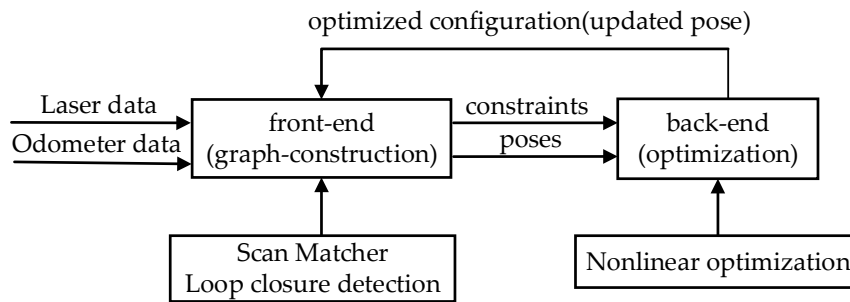 optimized configuration(updated pose)
Laser data
Odometer data
front-end
(graph-construction)
constraints
poses
back-end
(optimization)
Scan Matcher
Loop closure detection
Nonlinear optimization